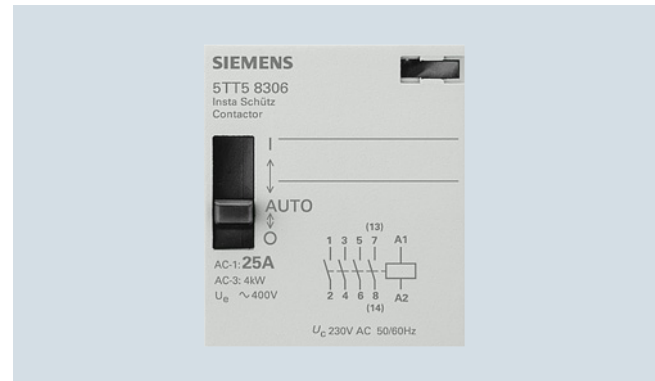 SIEMENS
5TT5 8306
Insta Schütz
Contactor
I
AUTO
O
AC-1: 25A
AC-3: 4kW
Ue ~400V
(13)
1 3 5 7 A1
2 4 6 8 A2
(14)
Uc 230V AC 50/60Hz